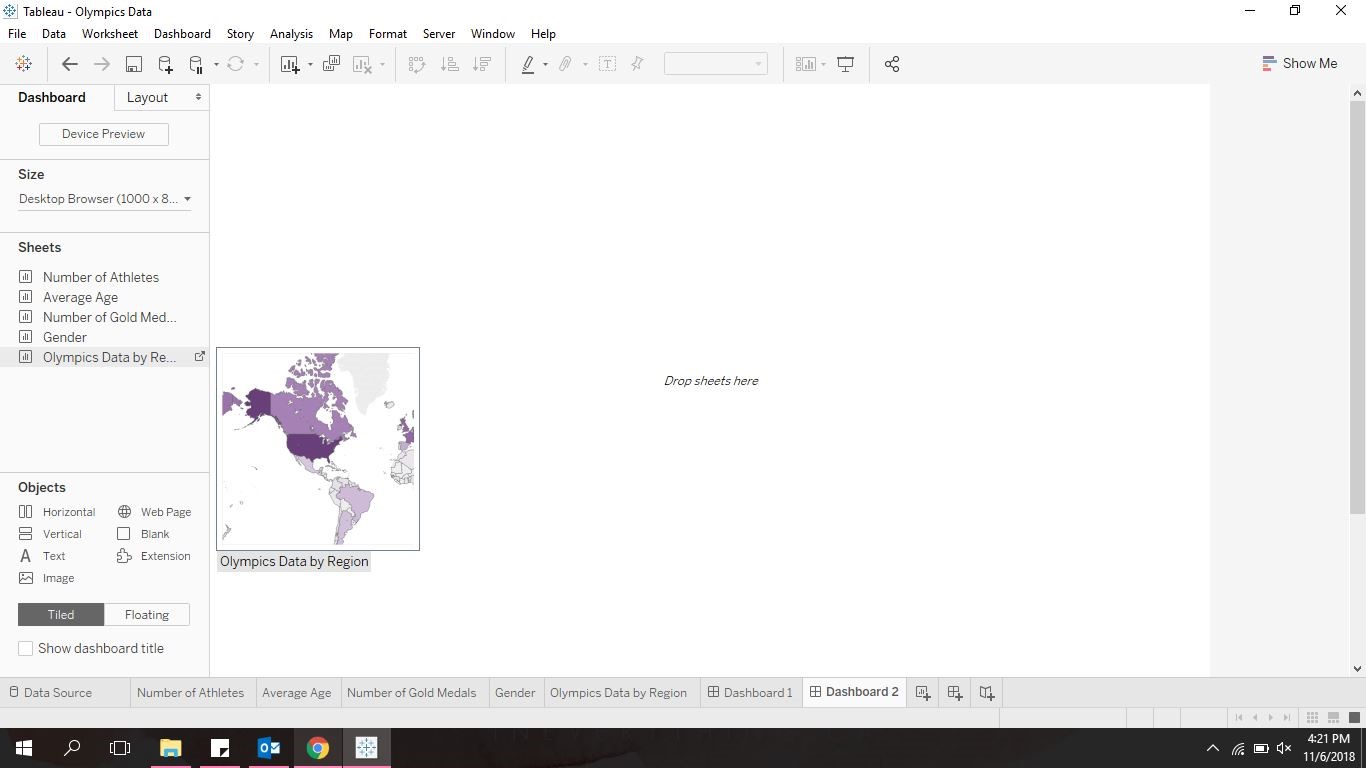 Tableau - Olympics Data
File Data Worksheet Dashboard Story Analysis Map Format Server Window Help
Show Me
Dashboard Layout
Device Preview
Size
Desktop Browser (1000 x 8...
Sheets
Number of Athletes
Average Age
Number of Gold Med...
Gender
Olympics Data by Re...
Drop sheets here
Olympics Data by Region
Objects
Horizontal Web Page
Vertical Blank
A Text Extension
Image
Tiled Floating
Show dashboard title
Data Source Number of Athletes Average Age Number of Gold Medals Gender Olympics Data by Region Dashboard 1 Dashboard 2
4:21 PM
11/6/2018